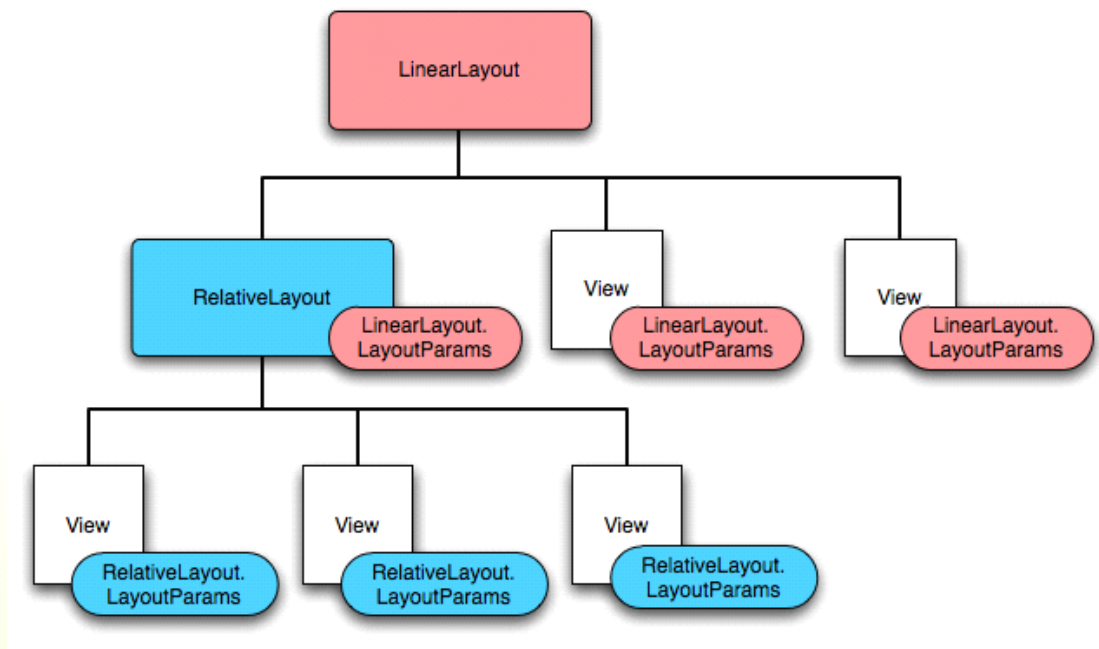 LinearLayout
RelativeLayout
LinearLayout.
LayoutParams
View
LinearLayout.
LayoutParams
View
LinearLayout.
LayoutParams
View
RelativeLayout.
LayoutParams
View
RelativeLayout.
LayoutParams
View
RelativeLayout.
LayoutParams